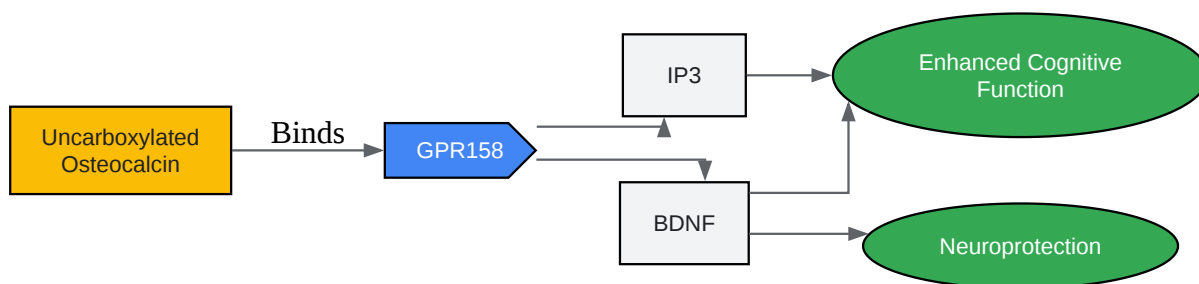 Uncarboxylated
Osteocalcin
Binds
GPR158
IP3
BDNF
Enhanced Cognitive
Function
Neuroprotection